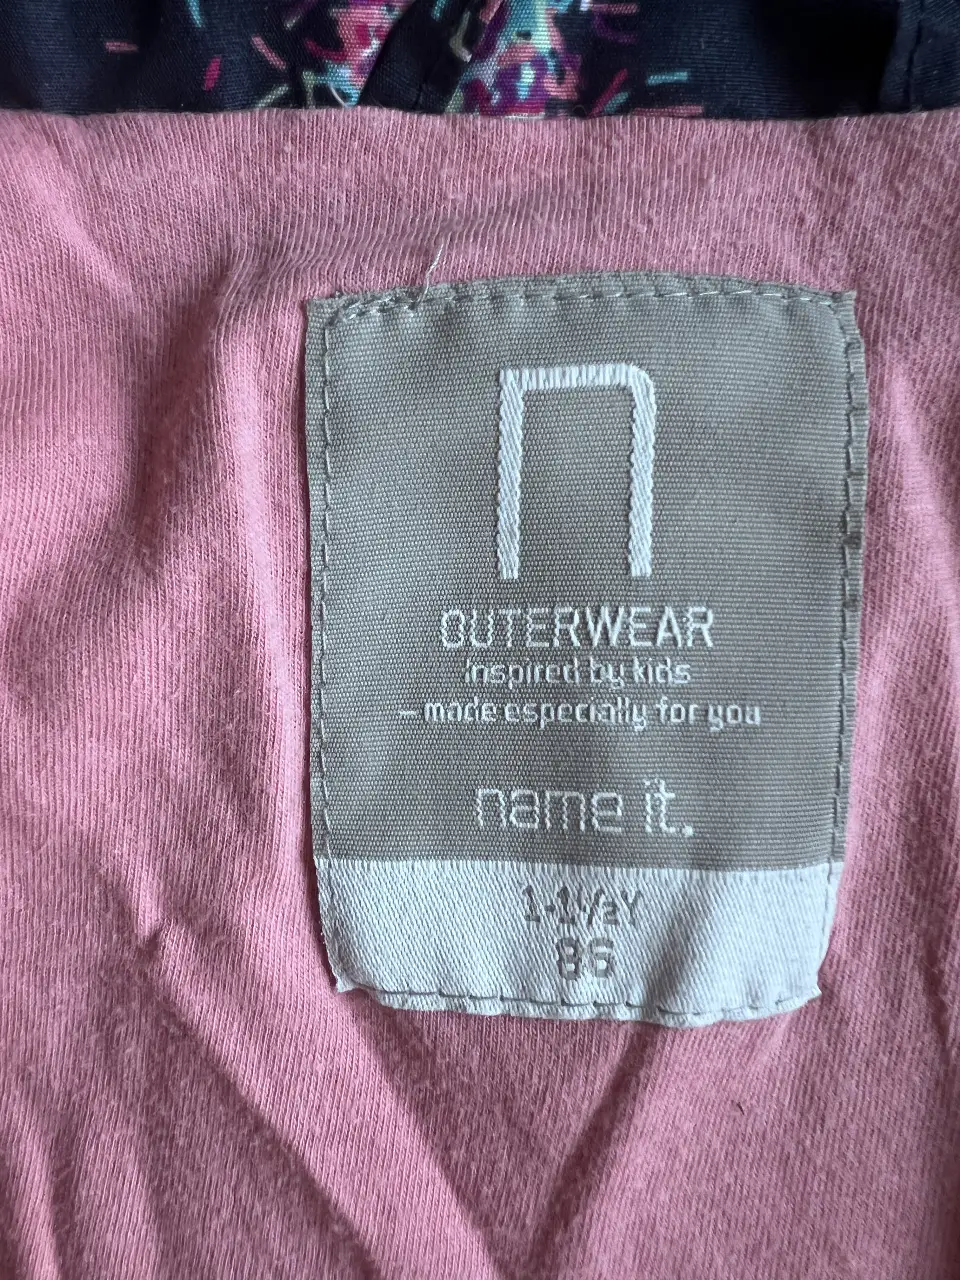 OUTERWEAR
inspired by kids
– made especially for you
name it.
1-1½Y
86